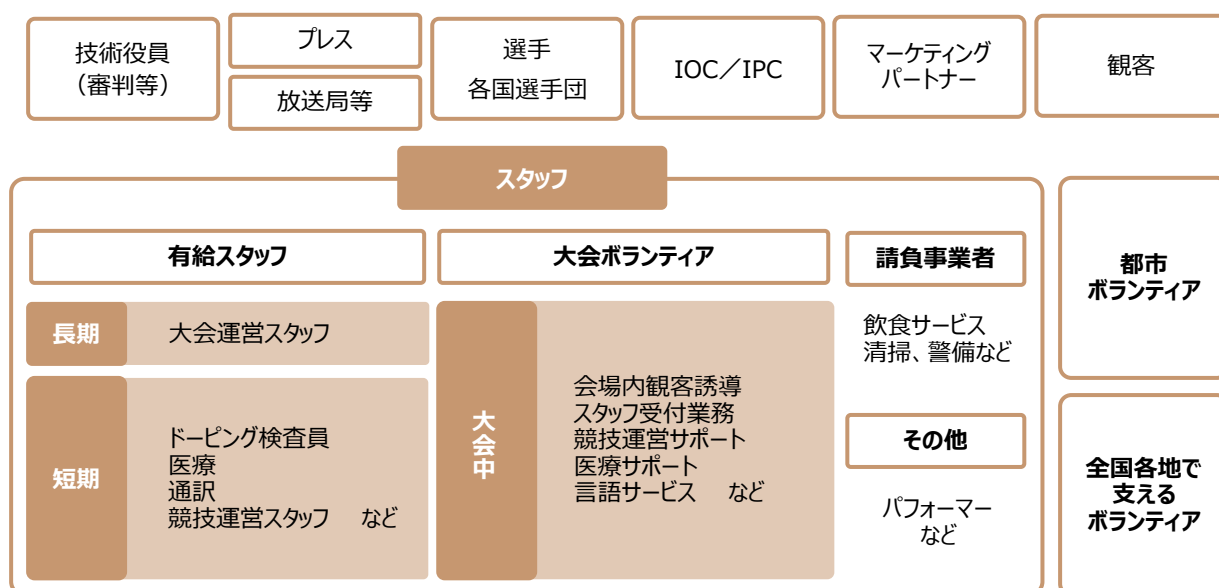 技術役員
（審判等）
プレス
放送局等
選手
各国選手団
IOC／IPC
マーケティング
パートナー
観客
スタッフ
有給スタッフ
長期
大会運営スタッフ
短期
ドーピング検査員
医療
通訳
競技運営スタッフ　など
大会ボランティア
大会中
会場内観客誘導
スタッフ受付業務
競技運営サポート
医療サポート
言語サービス　など
請負事業者
飲食サービス
清掃、警備など
その他
パフォーマー
など
都市
ボランティア
全国各地で
支える
ボランティア